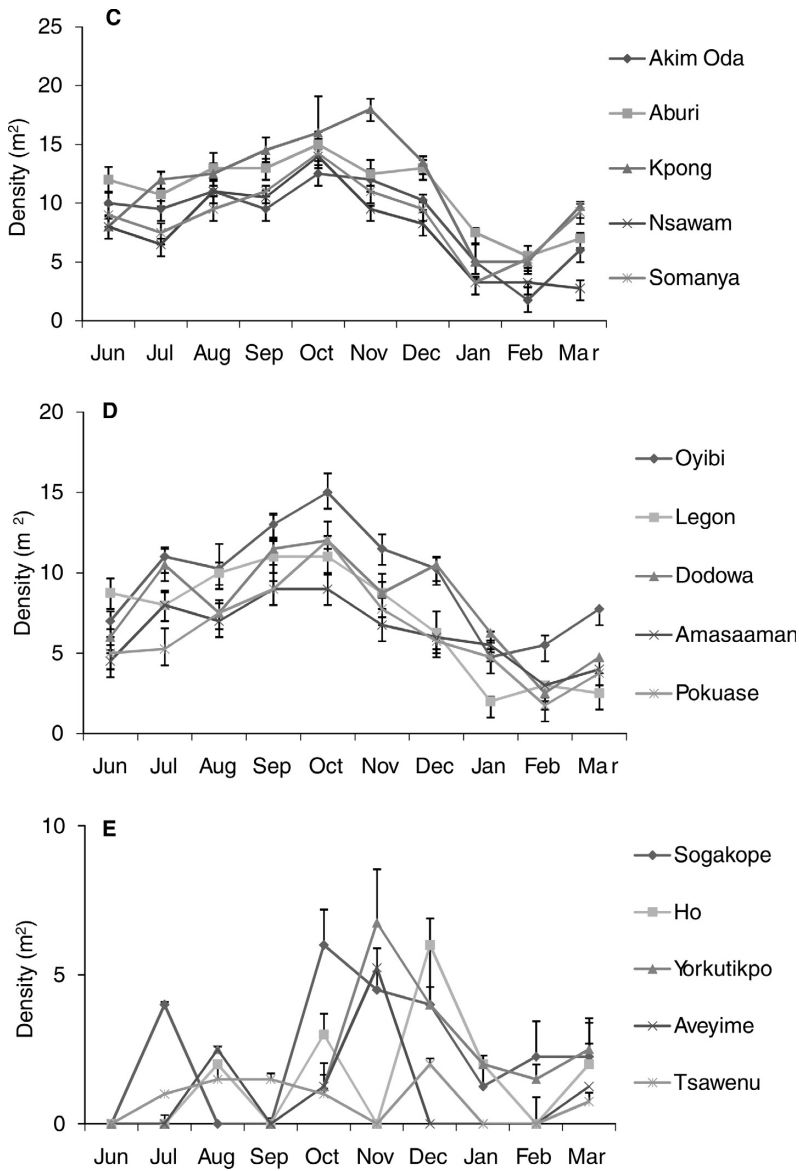 C
25
20
15
10
5
0
Density (m²)
Jun Jul Aug Sep Oct Nov Dec Jan Feb Mar
Akim Oda
Aburi
Kpong
Nsawam
Somanya
D
20
15
10
5
0
Density (m ²)
Jun Jul Aug Sep Oct Nov Dec Jan Feb Mar
Oyibi
Legon
Dodowa
Amasaaman
Pokuase
E
10
5
0
Density (m²)
Jun Jul Aug Sep Oct Nov Dec Jan Feb Mar
Sogakope
Ho
Yorkutikpo
Aveyime
Tsawenu